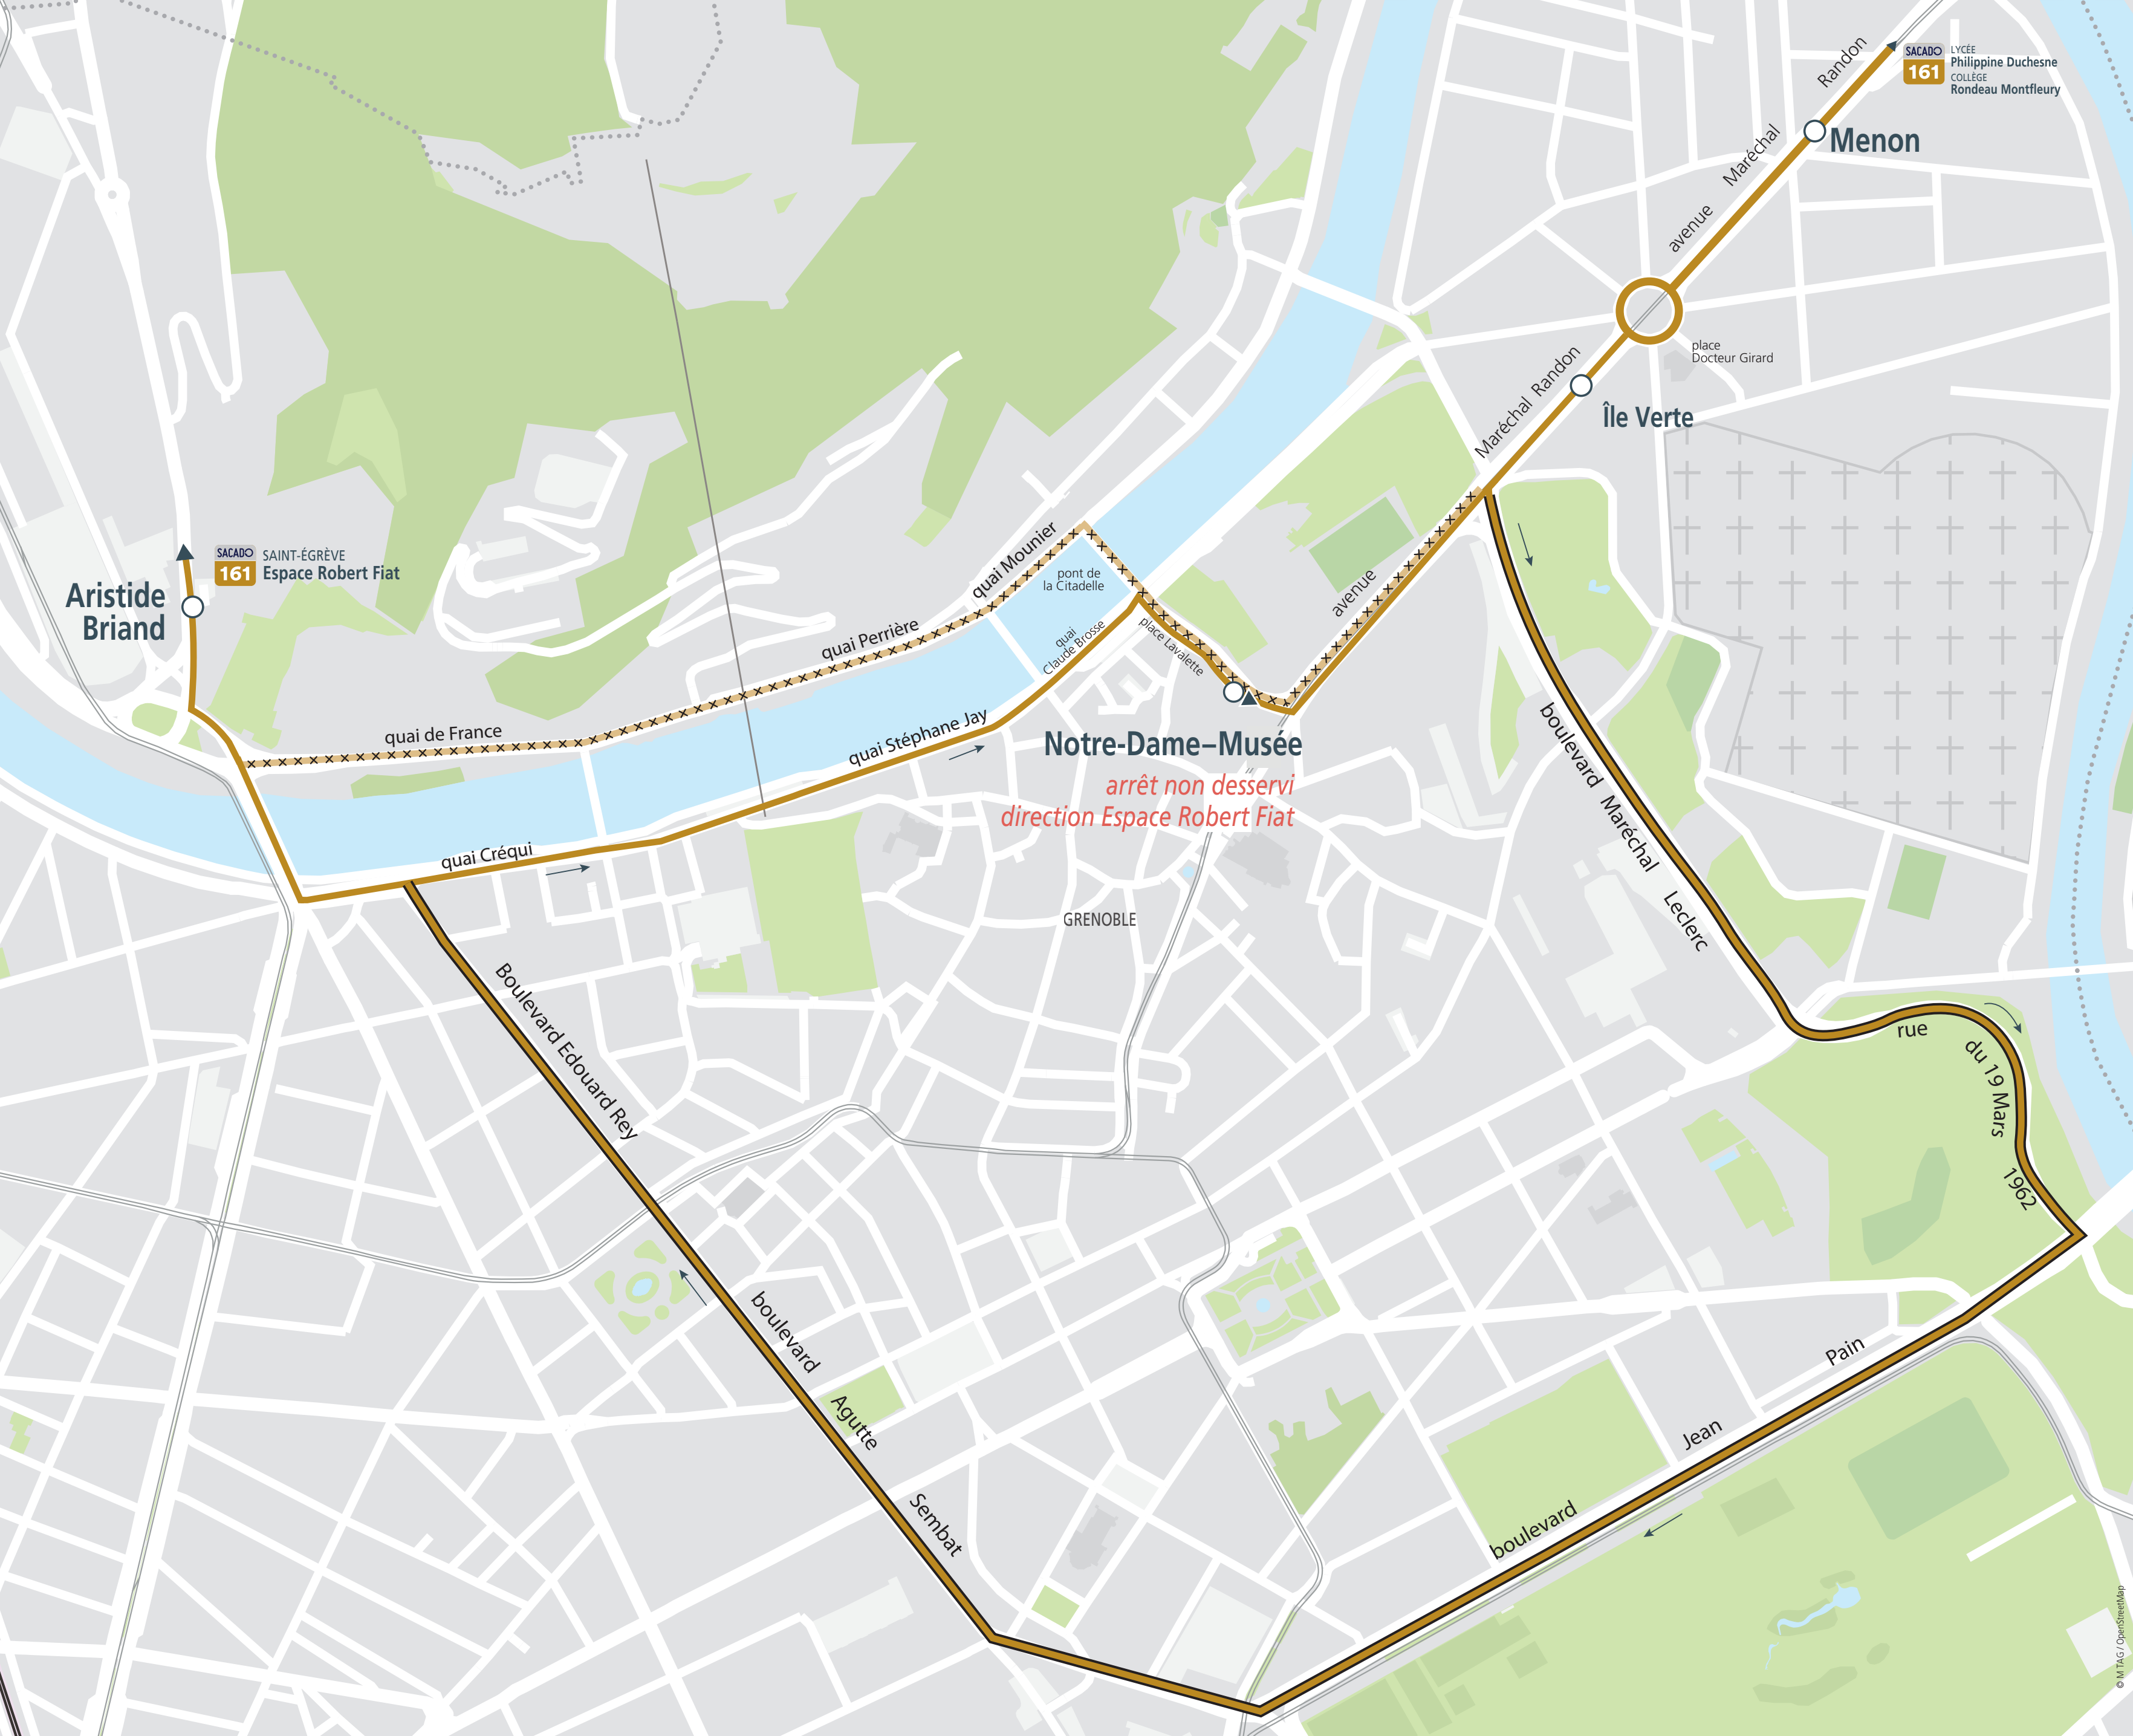 SACADO
161
LYCÉE
Philippine Duchesne
COLLÈGE
Rondeau Montfleury
Menon
avenue Maréchal Randon
place
Docteur Girard
Île Verte
avenue Maréchal Randon
SACADO
161
SAINT-ÉGRÈVE
Espace Robert Fiat
Aristide
Briand
quai Mounier
pont de
la Citadelle
quai Perrière
quai de France
quai
Claude Brosse
place Lavalette
quai Stéphane Jay
Notre-Dame–Musée
arrêt non desservi
direction Espace Robert Fiat
quai Créqui
GRENOBLE
boulevard Maréchal Leclerc
Boulevard Edouard Rey
rue du 19 Mars 1962
boulevard Agutte Sembat
boulevard Jean Pain
© M TAG / OpenStreetMap